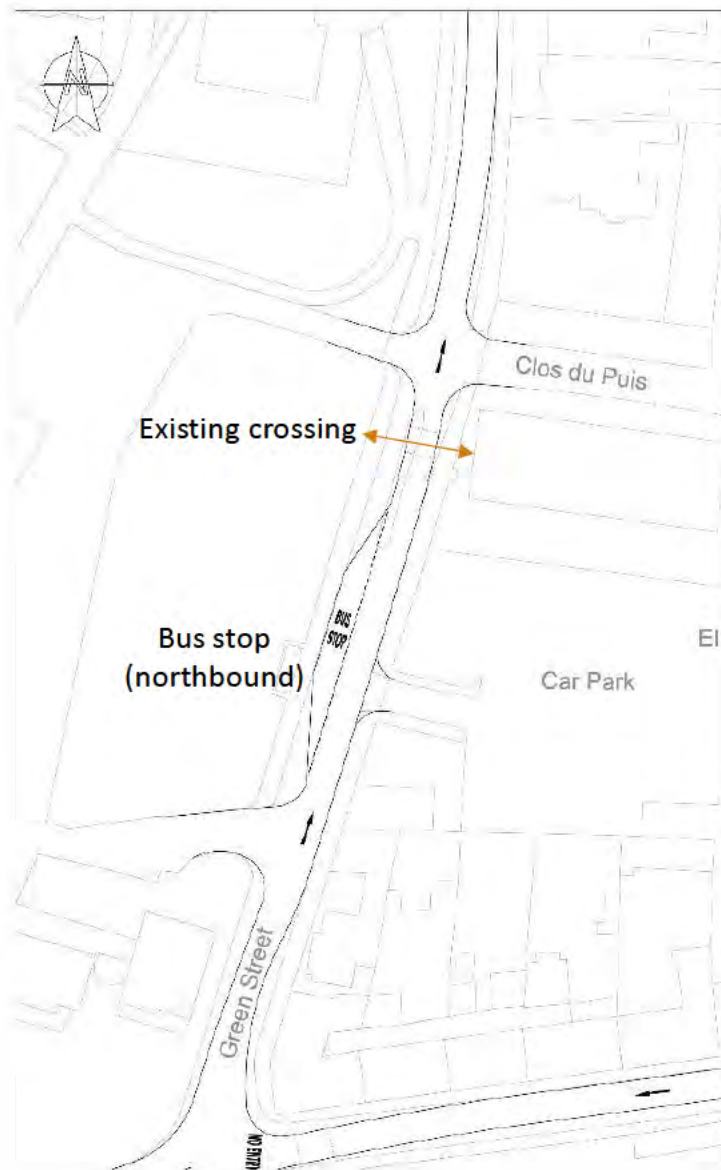 N
Clos du Puis
Existing crossing
BUS
STOP
Bus stop
(northbound)
El
Car Park
Green Street
NO ENTRY